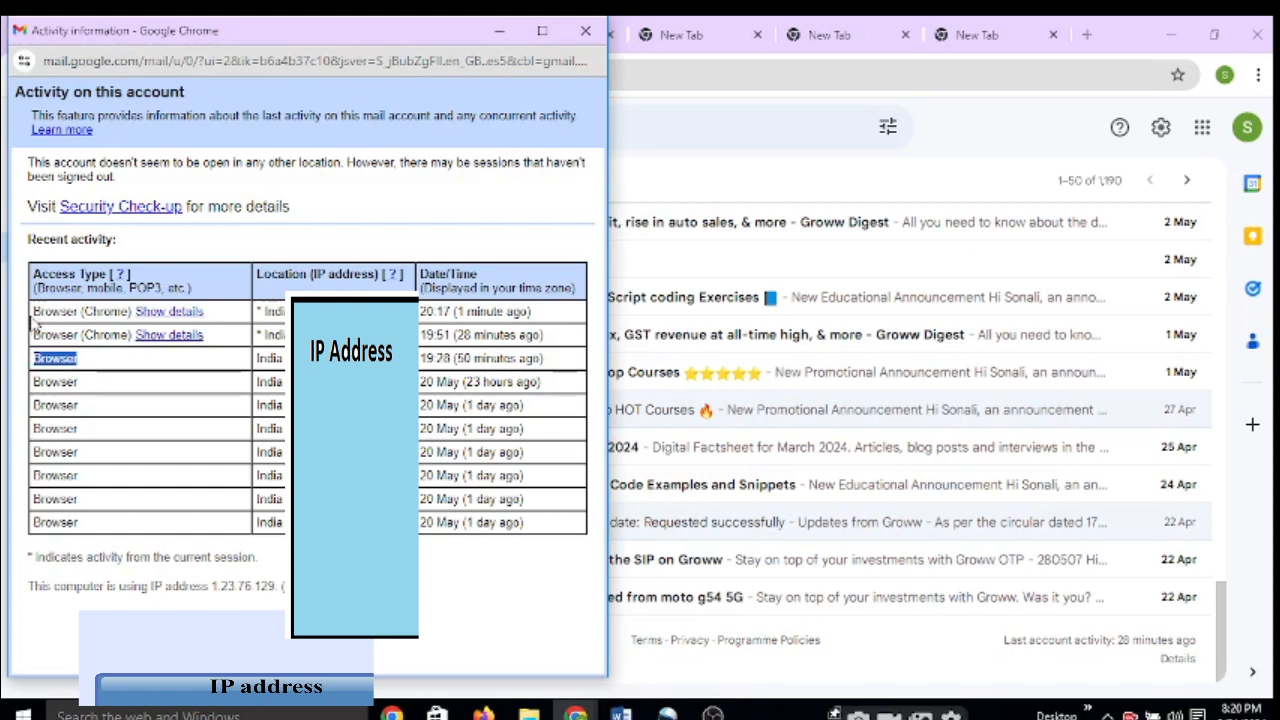 Activity information - Google Chrome
New Tab
New Tab
New Tab
mail.google.com/mail/u/0/?ui=2&ik=b6a4b37c10&jsver=S_jBubZgFlI.en_GB..es5&cbl=gmail....
S
Activity on this account
This feature provides information about the last activity on this mail account and any concurrent activity
Learn more
S
This account doesn't seem to be open in any other location. However, there may be sessions that haven't
been signed out.
Visit Security Check-up for more details
1-50 of 1,190
Recent activity:
Access Type [ ? ]
(Browser, mobile, POP3, etc.)
Location (IP address) [ ? ]
Date/Time
(Displayed in your time zone)
Browser (Chrome) Show details
* Indi
20:17 (1 minute ago)
Browser (Chrome) Show details
* Indi
19:51 (28 minutes ago)
Browser
India
19:28 (50 minutes ago)
Browser
India
20 May (23 hours ago)
Browser
India
20 May (1 day ago)
Browser
India
20 May (1 day ago)
Browser
India
20 May (1 day ago)
Browser
India
20 May (1 day ago)
Browser
India
20 May (1 day ago)
Browser
India
20 May (1 day ago)
IP Address
* indicates activity from the current session.
This computer is using IP address 1.23.76.129. (
IP address
it, rise in auto sales, & more - Groww Digest - All you need to know about the d...
2 May
2 May
Script coding Exercises 📘 - New Educational Announcement Hi Sonali, an anno...
2 May
x, GST revenue at all-time high, & more - Groww Digest - All you need to kno...
1 May
op Courses ⭐⭐⭐⭐⭐ - New Promotional Announcement Hi Sonali, an announ...
1 May
HOT Courses 🔥 - New Promotional Announcement Hi Sonali, an announcement ...
27 Apr
2024 - Digital Factsheet for March 2024. Articles, blog posts and interviews in the ...
25 Apr
Code Examples and Snippets - New Educational Announcement Hi Sonali, an an...
24 Apr
date: Requested successfully - Updates from Groww - As per the circular dated 17...
22 Apr
the SIP on Groww - Stay on top of your investments with Groww OTP - 280507 Hi...
22 Apr
ed from moto g54 5G - Stay on top of your investments with Groww. Was it you? ...
22 Apr
Terms · Privacy · Programme Policies
Last account activity: 28 minutes ago
Details
Search the web and Windows
Desktop
8:20 PM